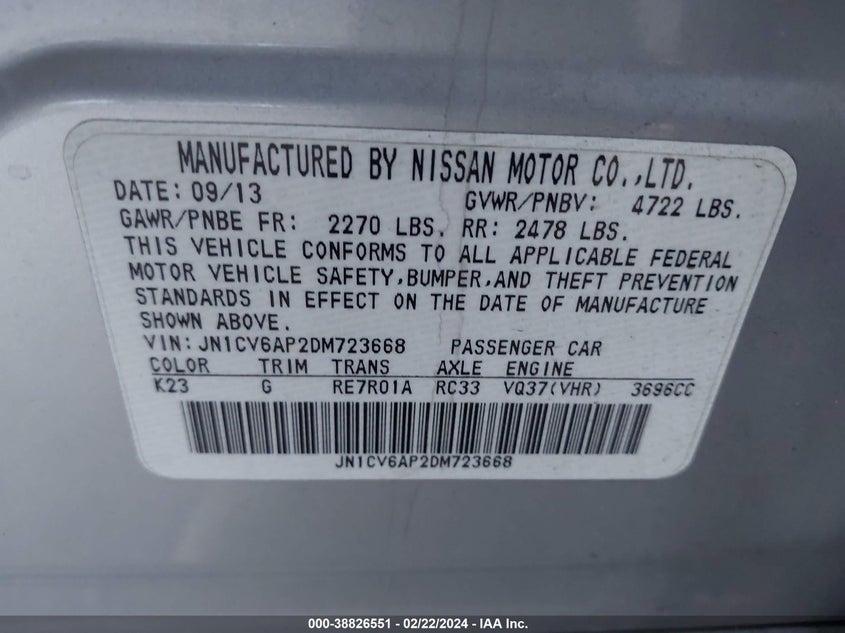 MANUFACTURED BY NISSAN MOTOR CO.,LTD.
DATE: 09/13 GVWR/PNBV: 4722 LBS.
GAWR/PNBE FR: 2270 LBS. RR: 2478 LBS.
THIS VEHICLE CONFORMS TO ALL APPLICABLE FEDERAL
MOTOR VEHICLE SAFETY,BUMPER,AND THEFT PREVENTION
STANDARDS IN EFFECT ON THE DATE OF MANUFACTURE
SHOWN ABOVE.
VIN: JN1CV6AP2DM723668 PASSENGER CAR
COLOR TRIM TRANS AXLE ENGINE
K23 G RE7R01A RC33 VQ37(VHR) 3696CC
JN1CV6AP2DM723668
000-38826551 - 02/22/2024 - IAA Inc.